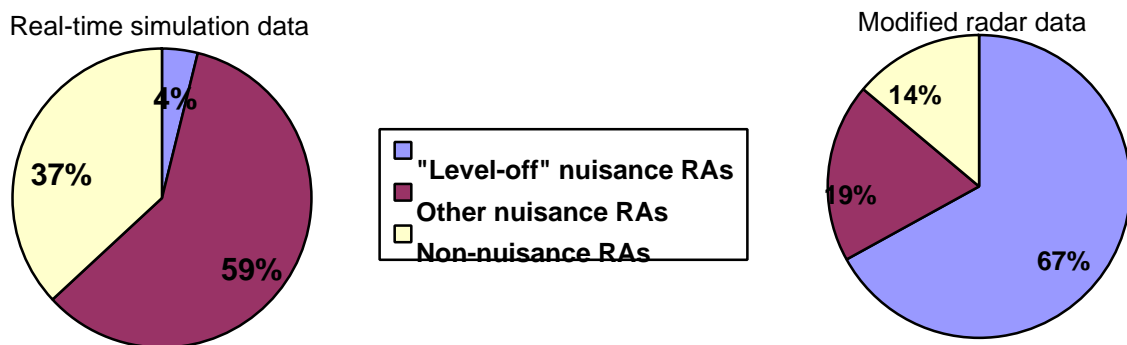 Real-time simulation data
4%
37%
59%
"Level-off" nuisance RAs
Other nuisance RAs
Non-nuisance RAs
Modified radar data
14%
19%
67%